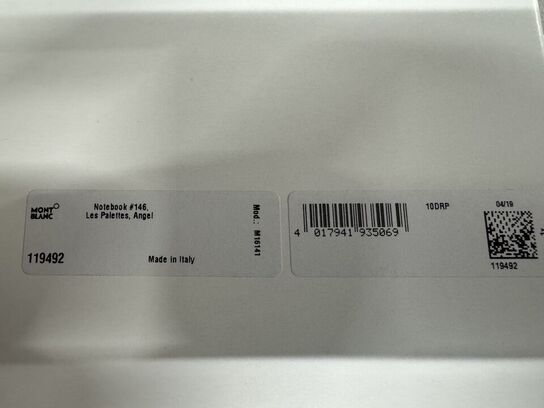 MONT
BLANC
Notebook #146,
Les Palettes, Angel
119492
Made in Italy
Mod.: M16141
4 017941 935069
10DRP
04/19
119492